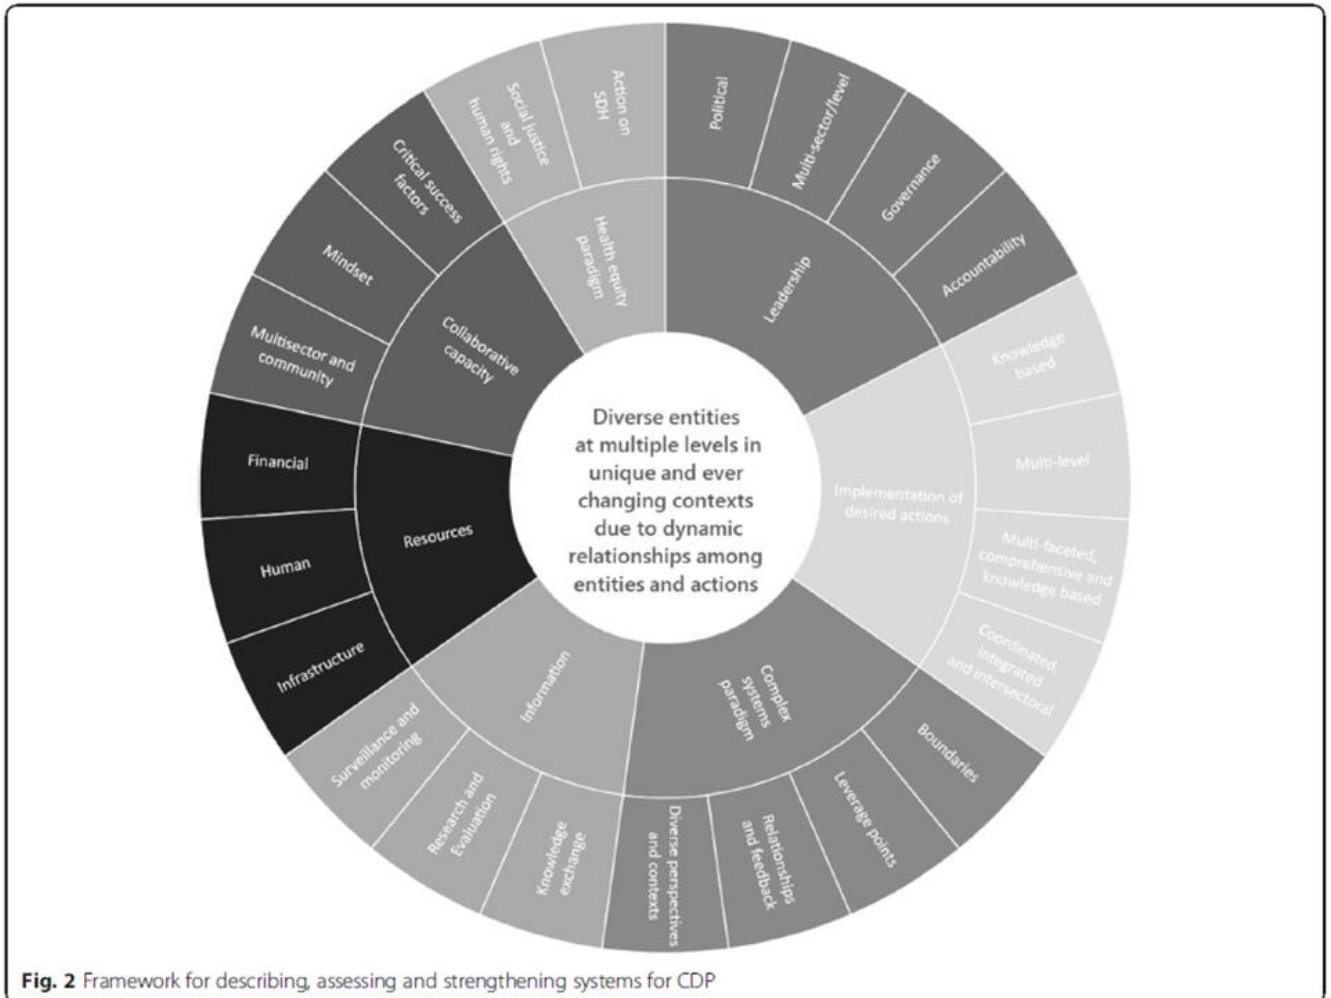 Political
Multi-sector/level
Governance
Accountability
Leadership
Knowledge
based
Multi-level
Multi-faceted,
comprehensive and
knowledge based
Coordinated,
integrated
and intersectoral
Implementation of
desired actions
Boundaries
Leverage points
Relationships
and feedback
Diverse perspectives
and contexts
Complex
systems
paradigm
Knowledge
exchange
Research and
Evaluation
Surveillance and
monitoring
Information
Infrastructure
Human
Financial
Resources
Multisector and
community
Mindset
Critical success
factors
Collaborative
capacity
Social justice
and
human rights
Action on
SDH
Health equity
paradigm
Diverse entities
at multiple levels in
unique and ever
changing contexts
due to dynamic
relationships among
entities and actions
Fig. 2 Framework for describing, assessing and strengthening systems for CDP